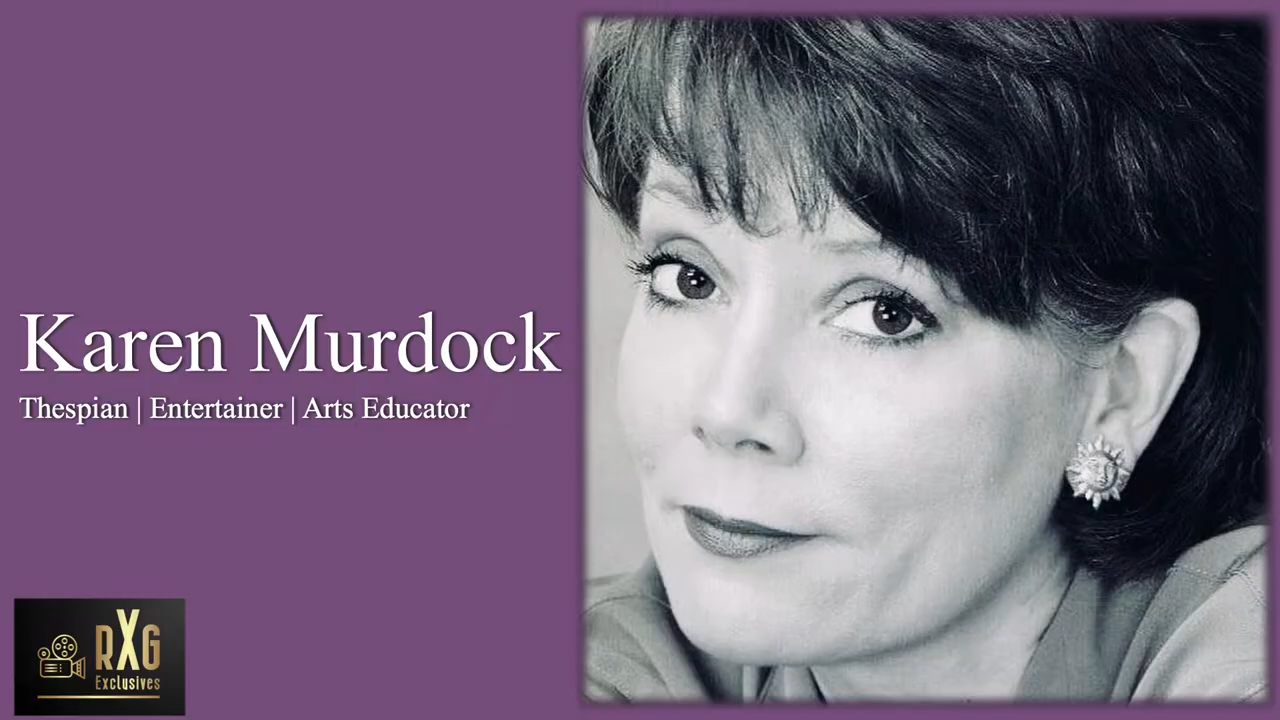 Karen Murdock
Thespian | Entertainer | Arts Educator
RXG
Exclusives